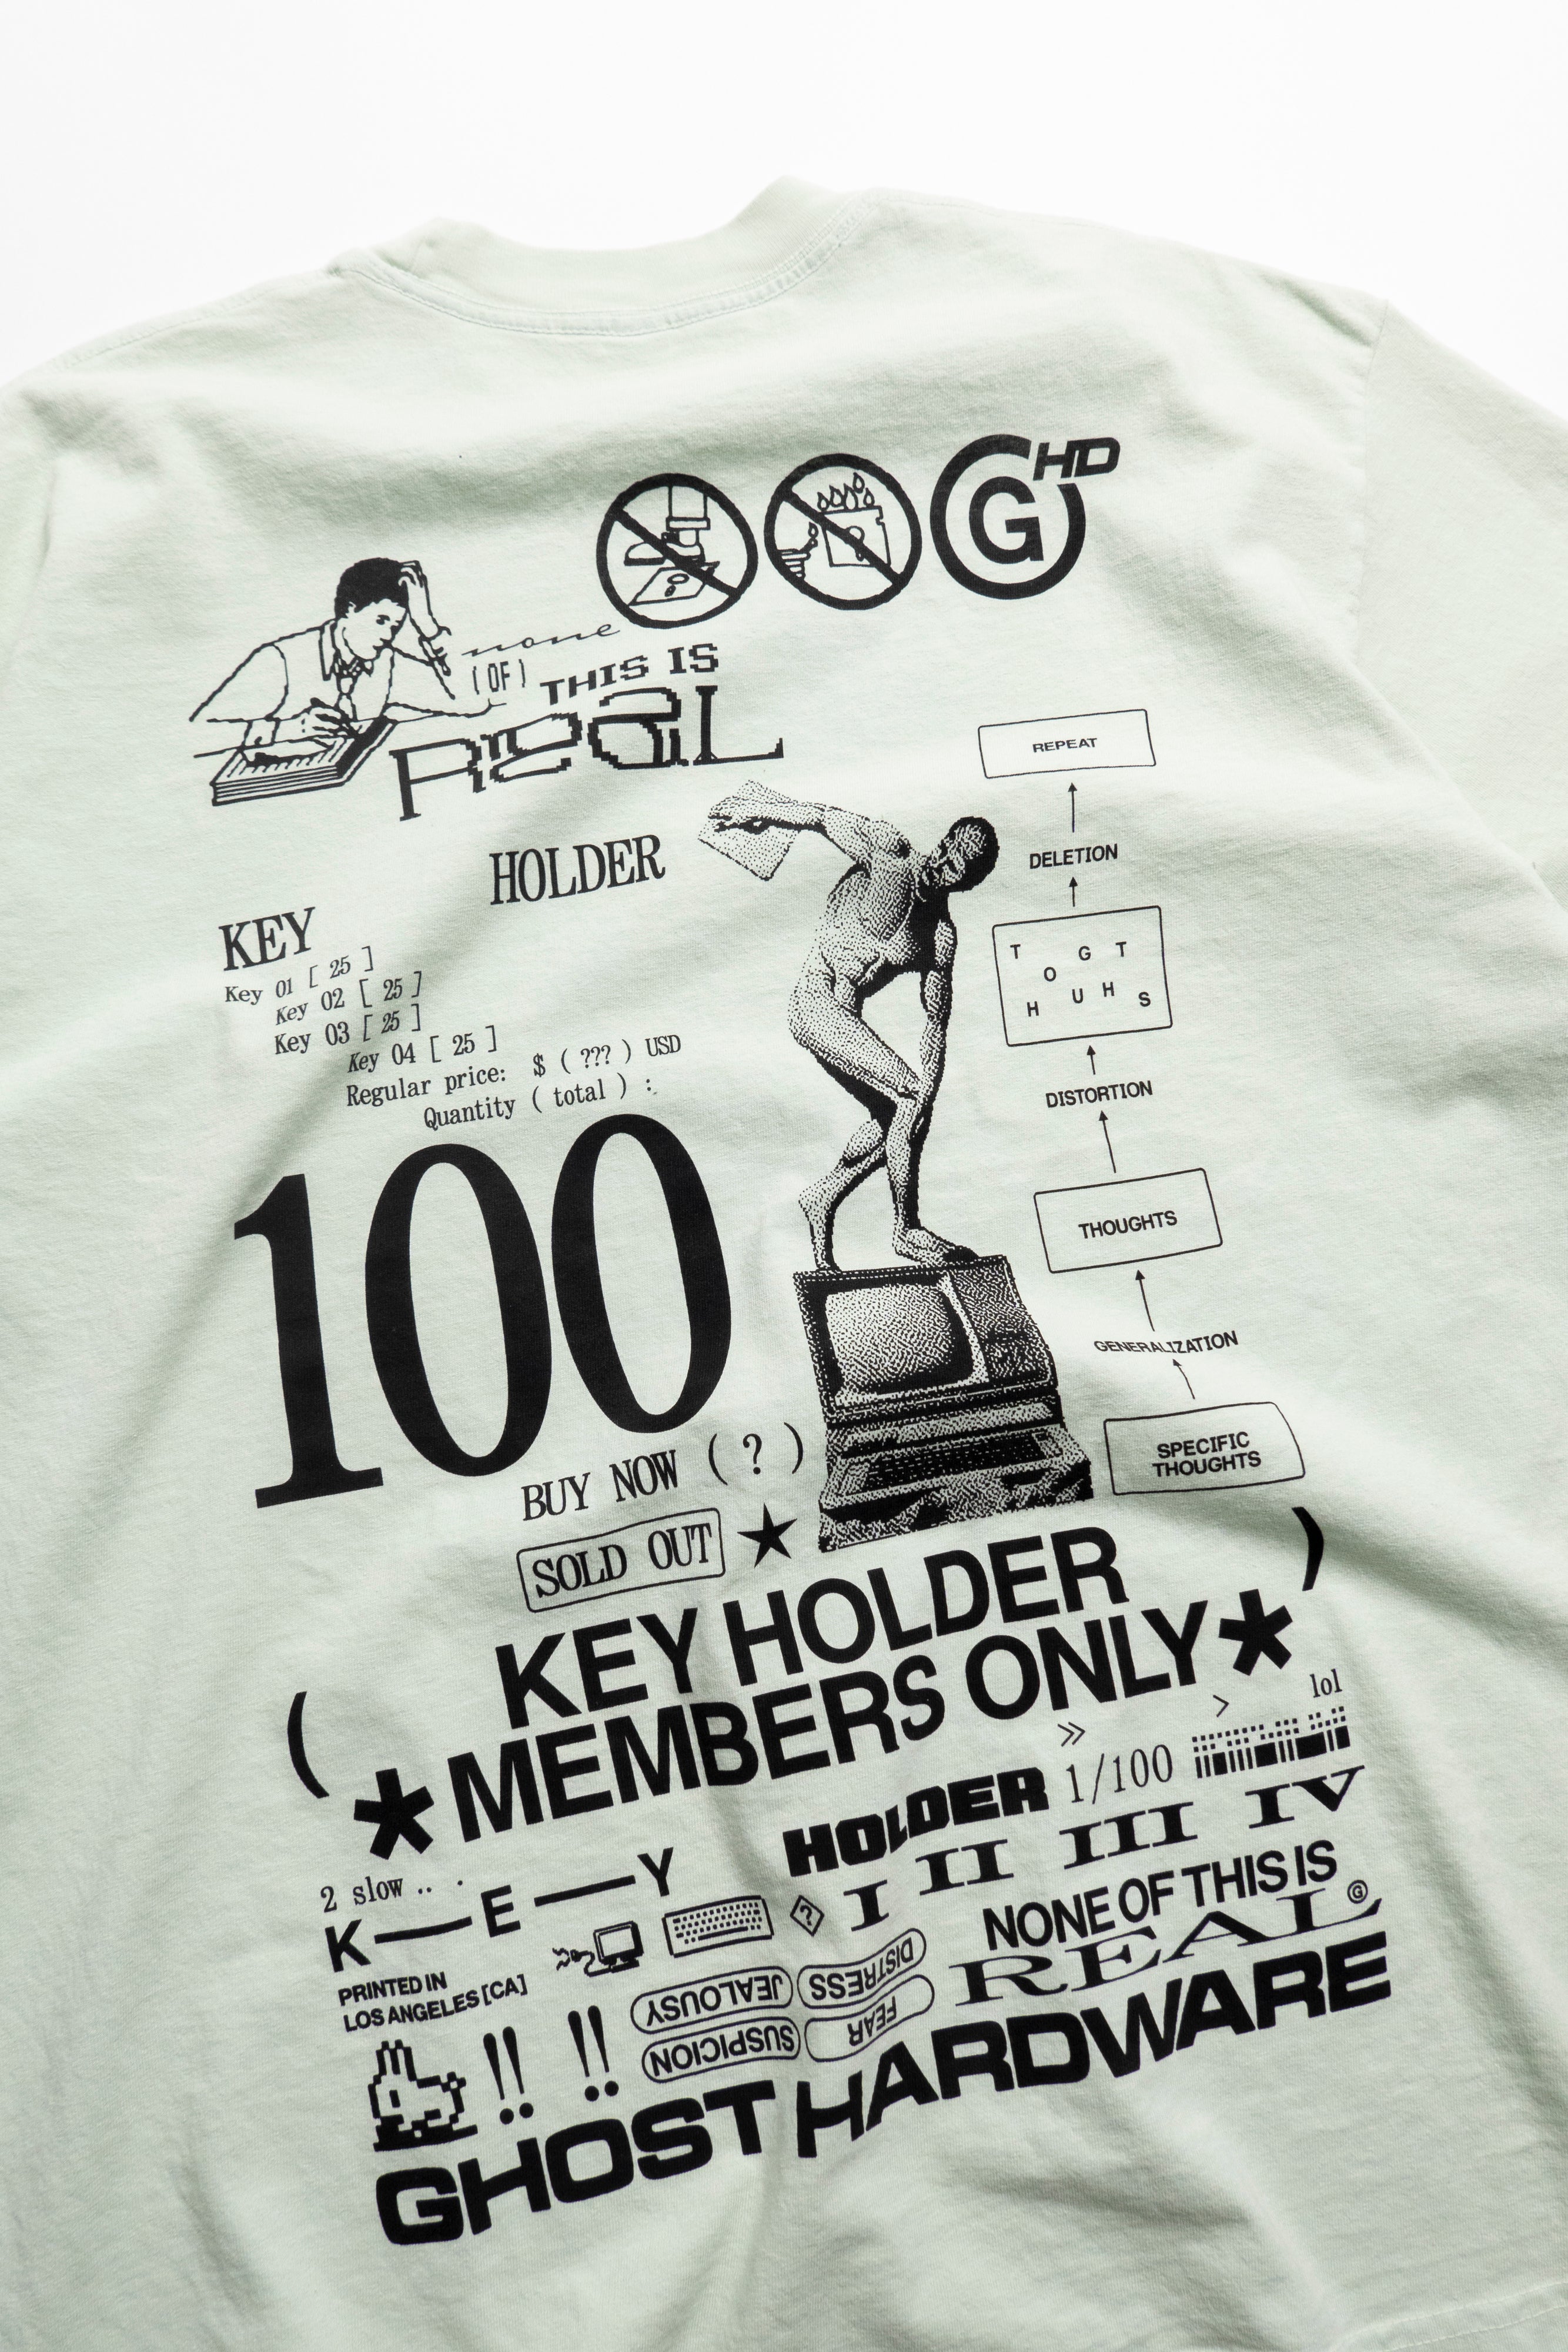 G HD
none
(OF) THIS IS
ReaL
HOLDER
KEY
Key 01 [ 25 ]
Key 02 [ 25 ]
Key 03 [ 25 ]
Key 04 [ 25 ]
Regular price: $ ( ??? ) USD
Quantity ( total ) :
100
BUY NOW ( ? )
SOLD OUT ★
REPEAT
DELETION
T G T
O
H U H S
DISTORTION
THOUGHTS
GENERALIZATION
SPECIFIC
THOUGHTS
( KEY HOLDER )
*MEMBERS ONLY*
>> > lol
HOLDER 1/100
I II III IV
2 slow .. .
K—E—Y
?
PRINTED IN
LOS ANGELES [CA]
!! !!
JEALOUSY DISTRESS
SUSPICION FEAR
NONE OF THIS IS
REAL G
GHOST HARDWARE